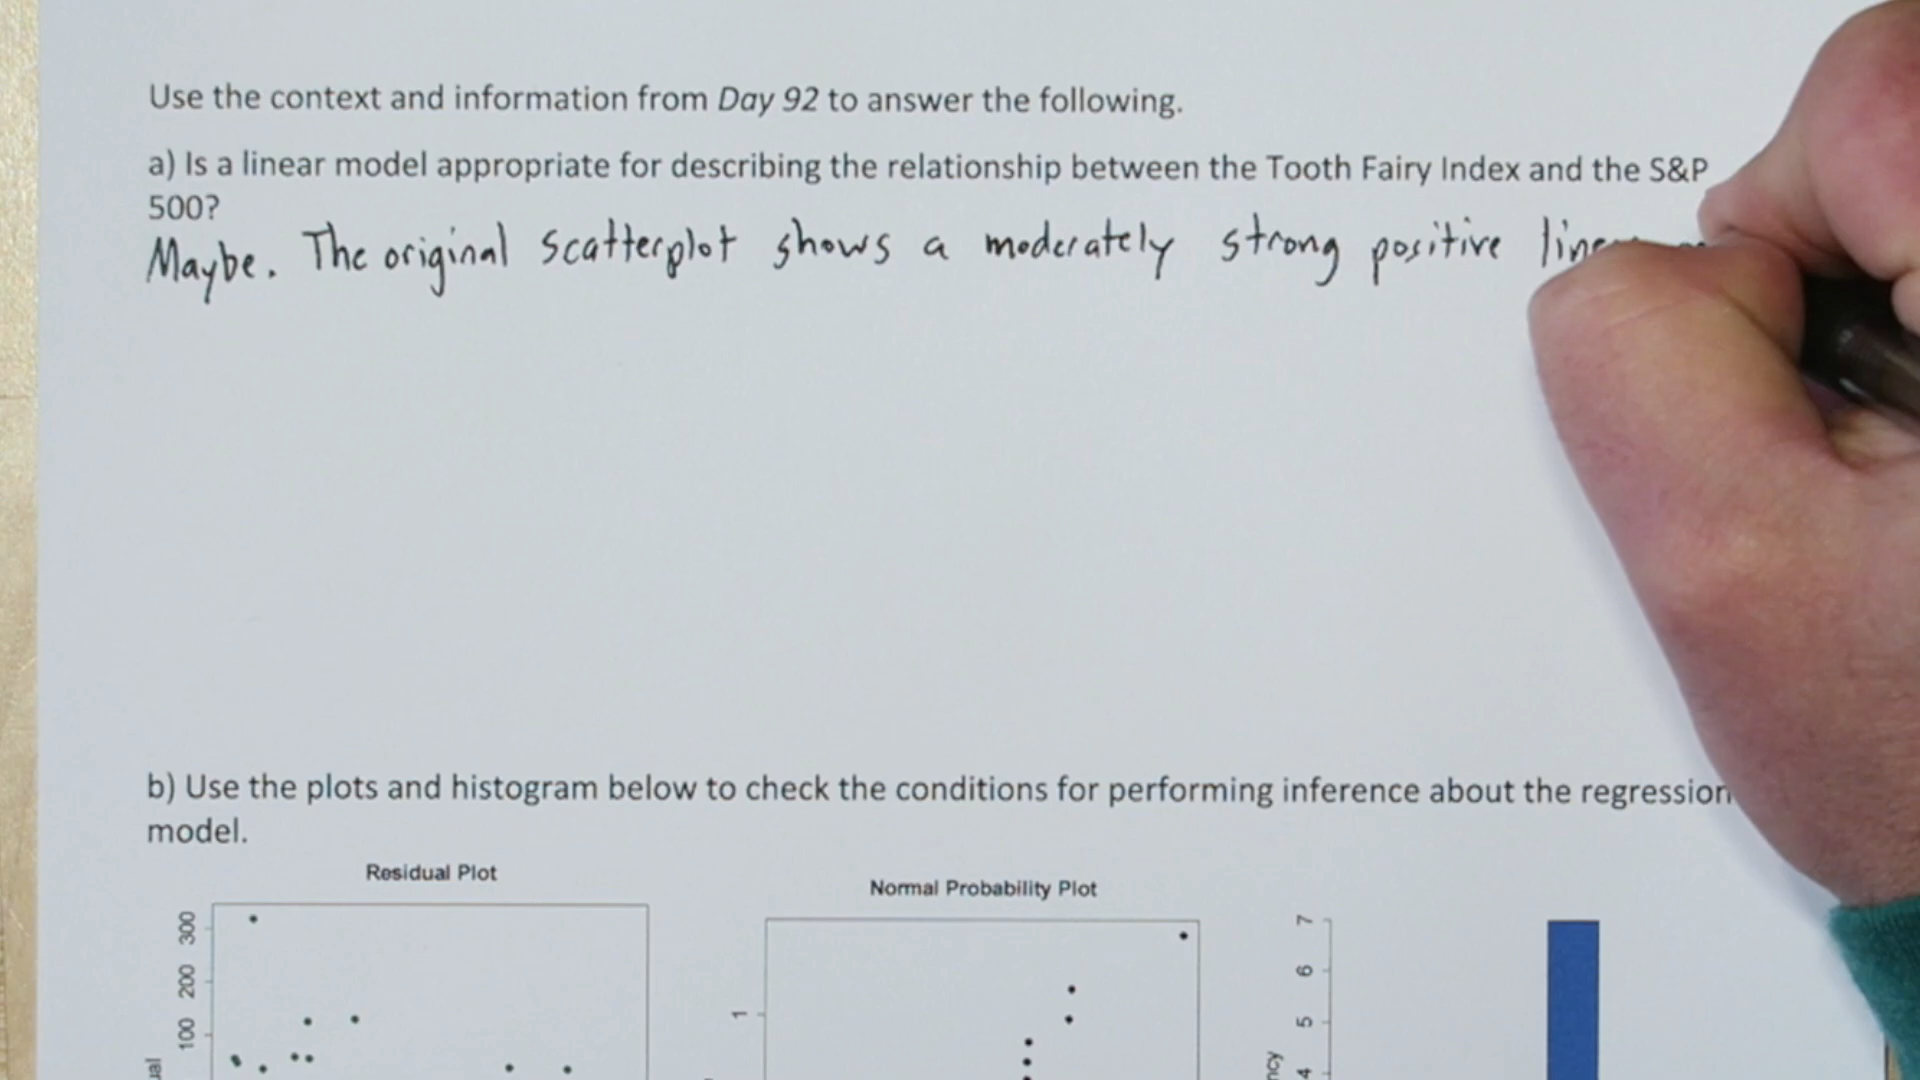 Use the context and information from Day 92 to answer the following.
a) Is a linear model appropriate for describing the relationship between the Tooth Fairy Index and the S&P
500?
Maybe. The original scatterplot shows a moderately strong positive
b) Use the plots and histogram below to check the conditions for performing inference about the regression
model.
Residual Plot
300
200
100
Normal Probability Plot
1
7
6
5
4